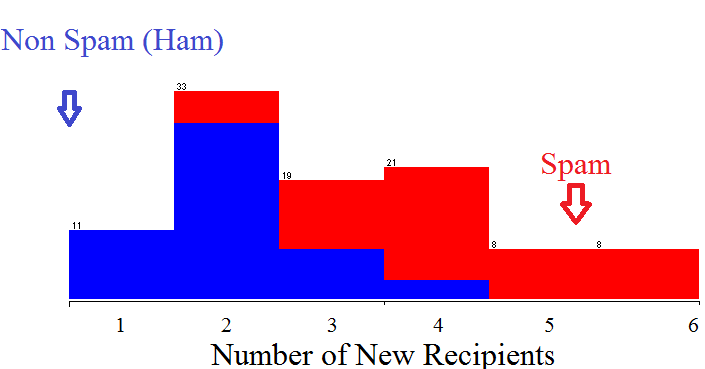 Non Spam (Ham)
33
Spam
21
19
11
8 8
1 2 3 4 5 6
Number of New Recipients